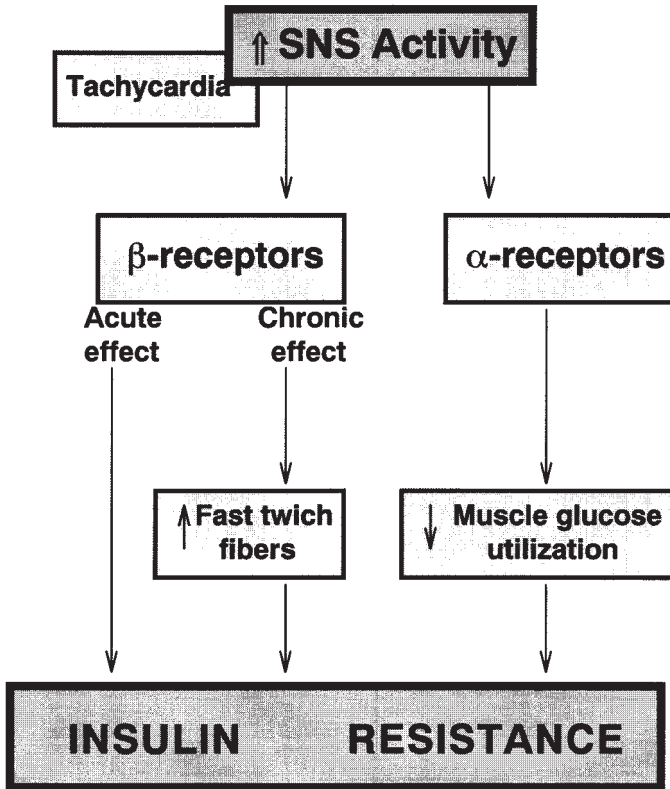 ⇑ SNS Activity
Tachycardia
β-receptors
α-receptors
Acute
effect
Chronic
effect
↑ Fast twich
fibers
↓ Muscle glucose
utilization
INSULIN RESISTANCE